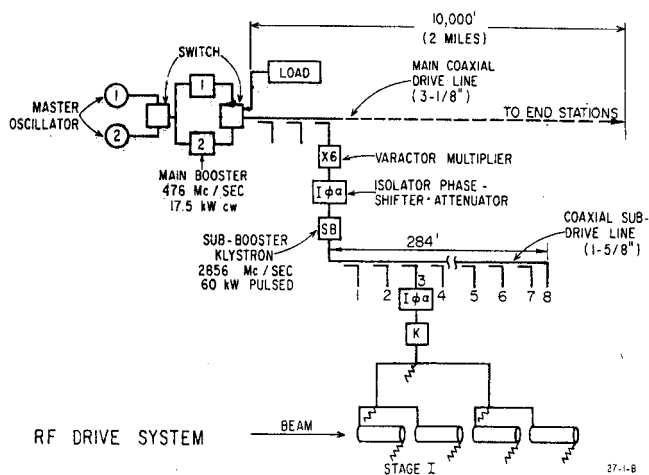 10,000'
(2 MILES)
SWITCH
LOAD
MAIN COAXIAL
DRIVE LINE
(3-1/8")
1
MASTER
OSCILLATOR
2
1
2
TO END STATIONS
MAIN BOOSTER
476 Mc/SEC
17.5 kW cw
X6
VARACTOR MULTIPLIER
I ϕ α
ISOLATOR PHASE-
SHIFTER-ATTENUATOR
SB
SUB-BOOSTER
KLYSTRON
2856 Mc/SEC
60 kW PULSED
284'
COAXIAL SUB-
DRIVE LINE
(1-5/8")
1 2 3 4 5 6 7 8
I ϕ α
K
RF DRIVE SYSTEM
BEAM
STAGE I
27-1-B